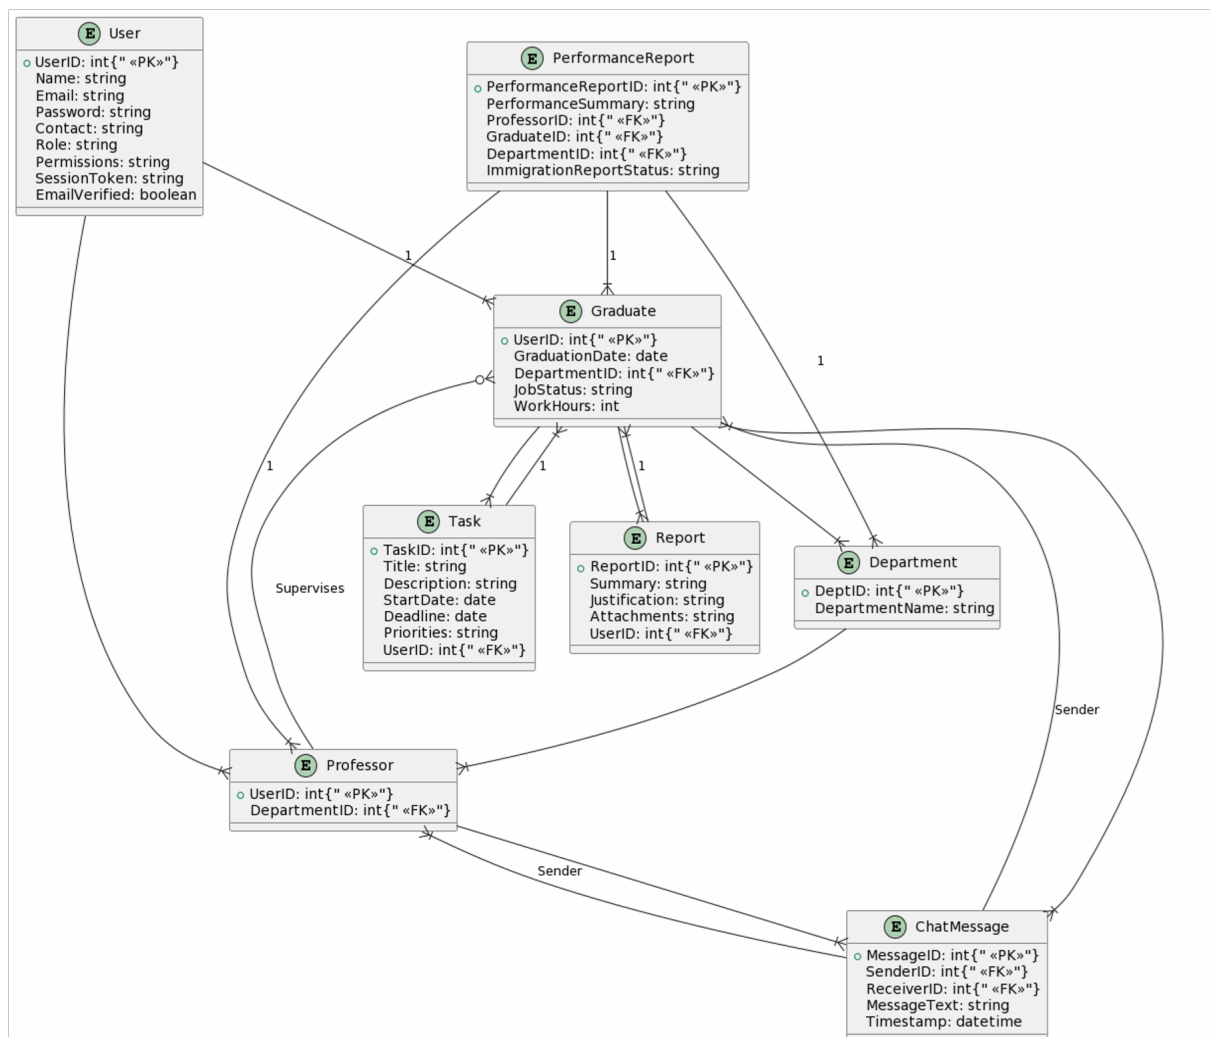 E User
UserID: int{" «PK»"}
Name: string
Email: string
Password: string
Contact: string
Role: string
Permissions: string
SessionToken: string
EmailVerified: boolean
E PerformanceReport
PerformanceReportID: int{" «PK»"}
PerformanceSummary: string
ProfessorID: int{" «FK»"}
GraduateID: int{" «FK»"}
DepartmentID: int{" «FK»"}
ImmigrationReportStatus: string
1
1
E Graduate
UserID: int{" «PK»"}
GraduationDate: date
DepartmentID: int{" «FK»"}
JobStatus: string
WorkHours: int
1
1
1
1
E Task
TaskID: int{" «PK»"}
Title: string
Description: string
StartDate: date
Deadline: date
Priorities: string
UserID: int{" «FK»"}
E Report
ReportID: int{" «PK»"}
Summary: string
Justification: string
Attachments: string
UserID: int{" «FK»"}
E Department
DeptID: int{" «PK»"}
DepartmentName: string
Supervises
Sender
E Professor
UserID: int{" «PK»"}
DepartmentID: int{" «FK»"}
Sender
E ChatMessage
MessageID: int{" «PK»"}
SenderID: int{" «FK»"}
ReceiverID: int{" «FK»"}
MessageText: string
Timestamp: datetime